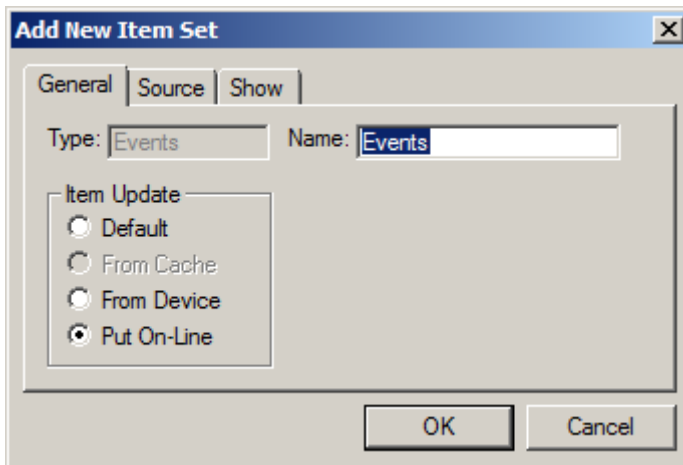 Add New Item Set
General Source Show
Type: Events Name: Events
Item Update
Default
From Cache
From Device
Put On-Line
OK Cancel